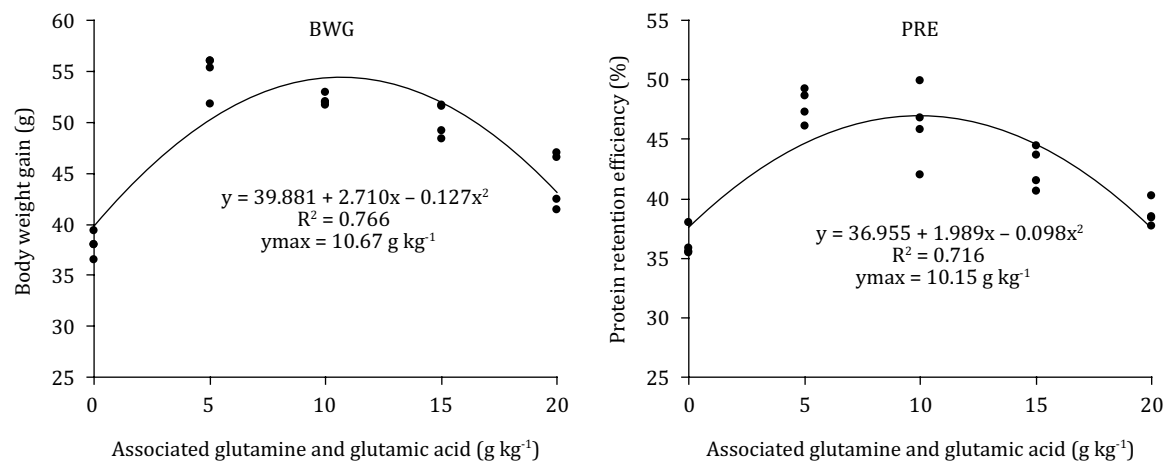 BWG
60
55
50
45
40
35
30
25
Body weight gain (g)
y = 39.881 + 2.710x – 0.127x²
R² = 0.766
ymax = 10.67 g kg⁻¹
0 5 10 15 20
Associated glutamine and glutamic acid (g kg⁻¹)
PRE
55
50
45
40
35
30
25
Protein retention efficiency (%)
y = 36.955 + 1.989x – 0.098x²
R² = 0.716
ymax = 10.15 g kg⁻¹
0 5 10 15 20
Associated glutamine and glutamic acid (g kg⁻¹)